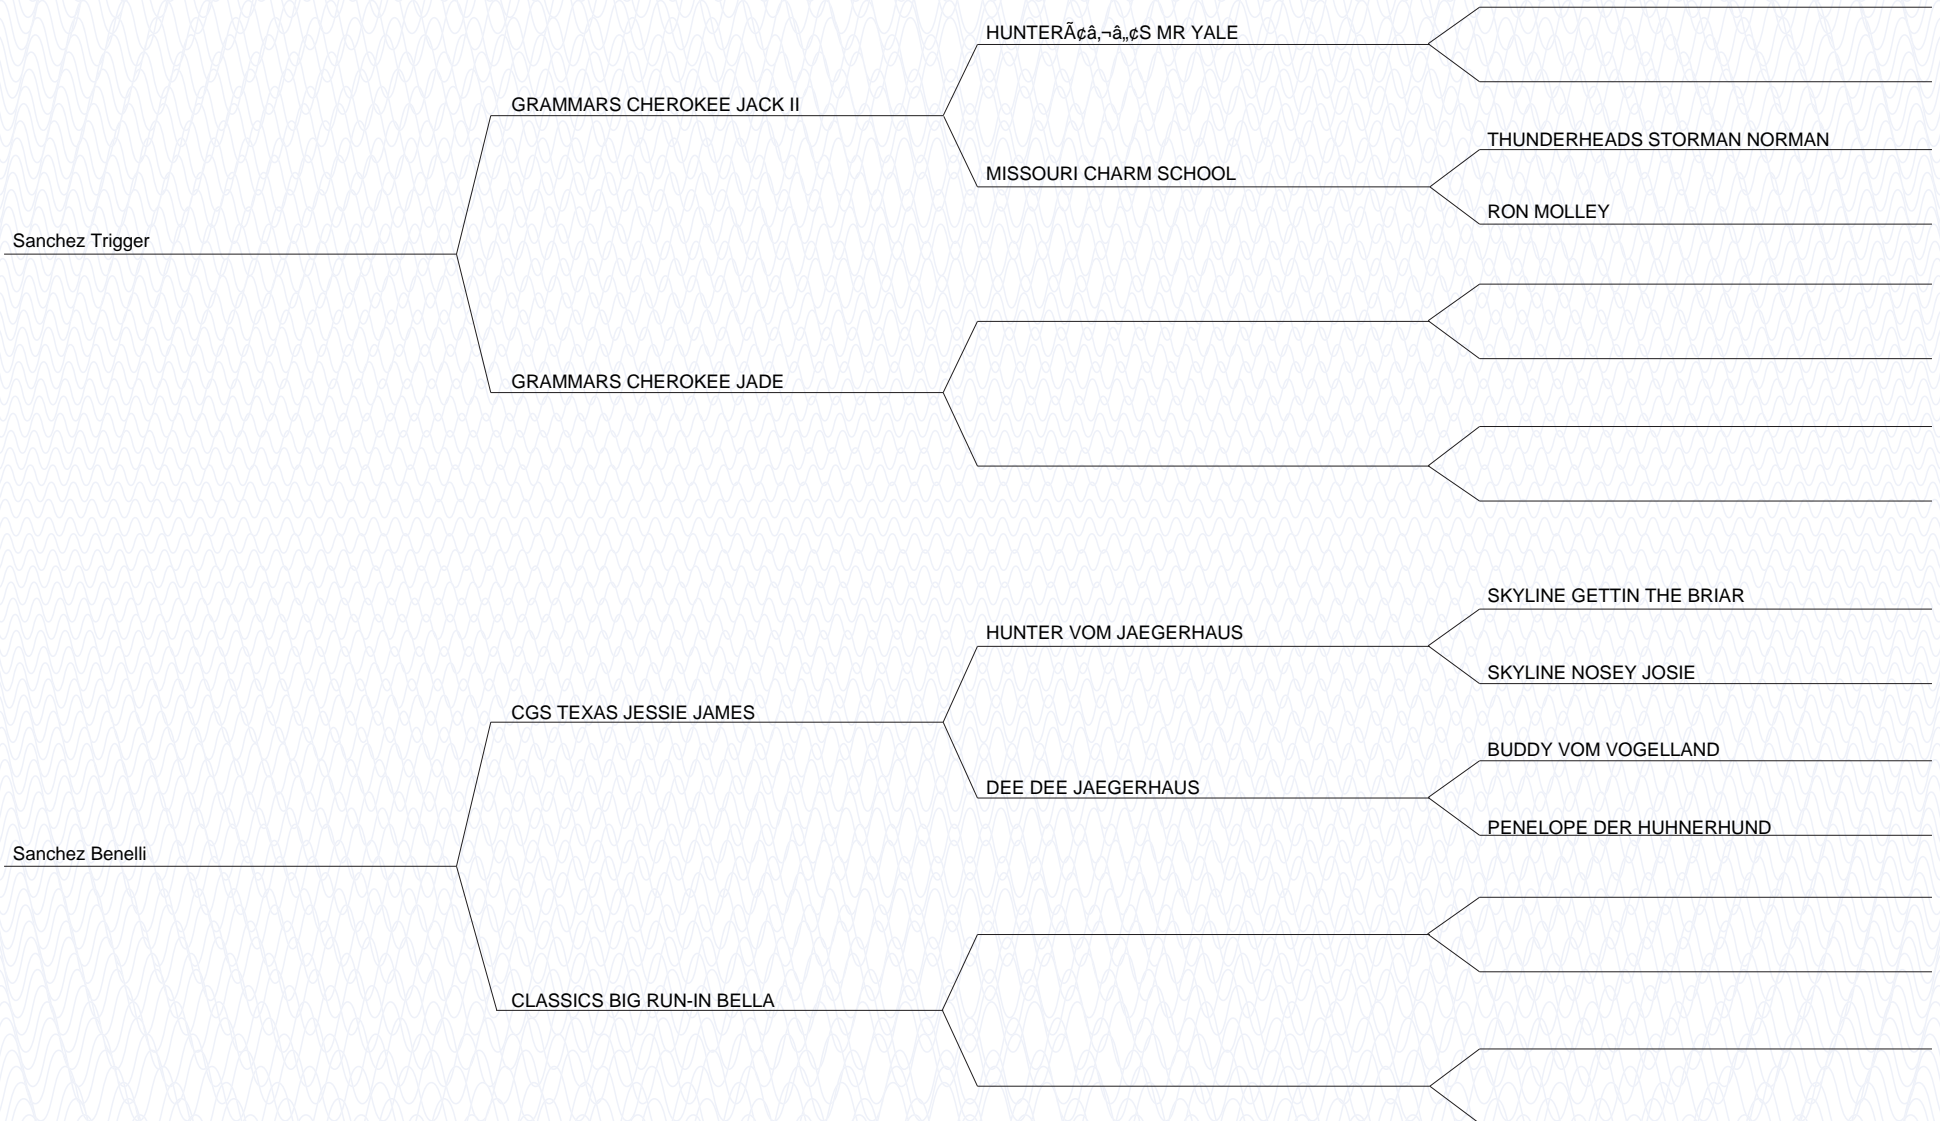 HUNTERÃ¢â‚¬â„¢S MR YALE
GRAMMARS CHEROKEE JACK II
THUNDERHEADS STORMAN NORMAN
MISSOURI CHARM SCHOOL
RON MOLLEY
Sanchez Trigger
GRAMMARS CHEROKEE JADE
SKYLINE GETTIN THE BRIAR
HUNTER VOM JAEGERHAUS
SKYLINE NOSEY JOSIE
CGS TEXAS JESSIE JAMES
BUDDY VOM VOGELLAND
DEE DEE JAEGERHAUS
PENELOPE DER HUHNERHUND
Sanchez Benelli
CLASSICS BIG RUN-IN BELLA